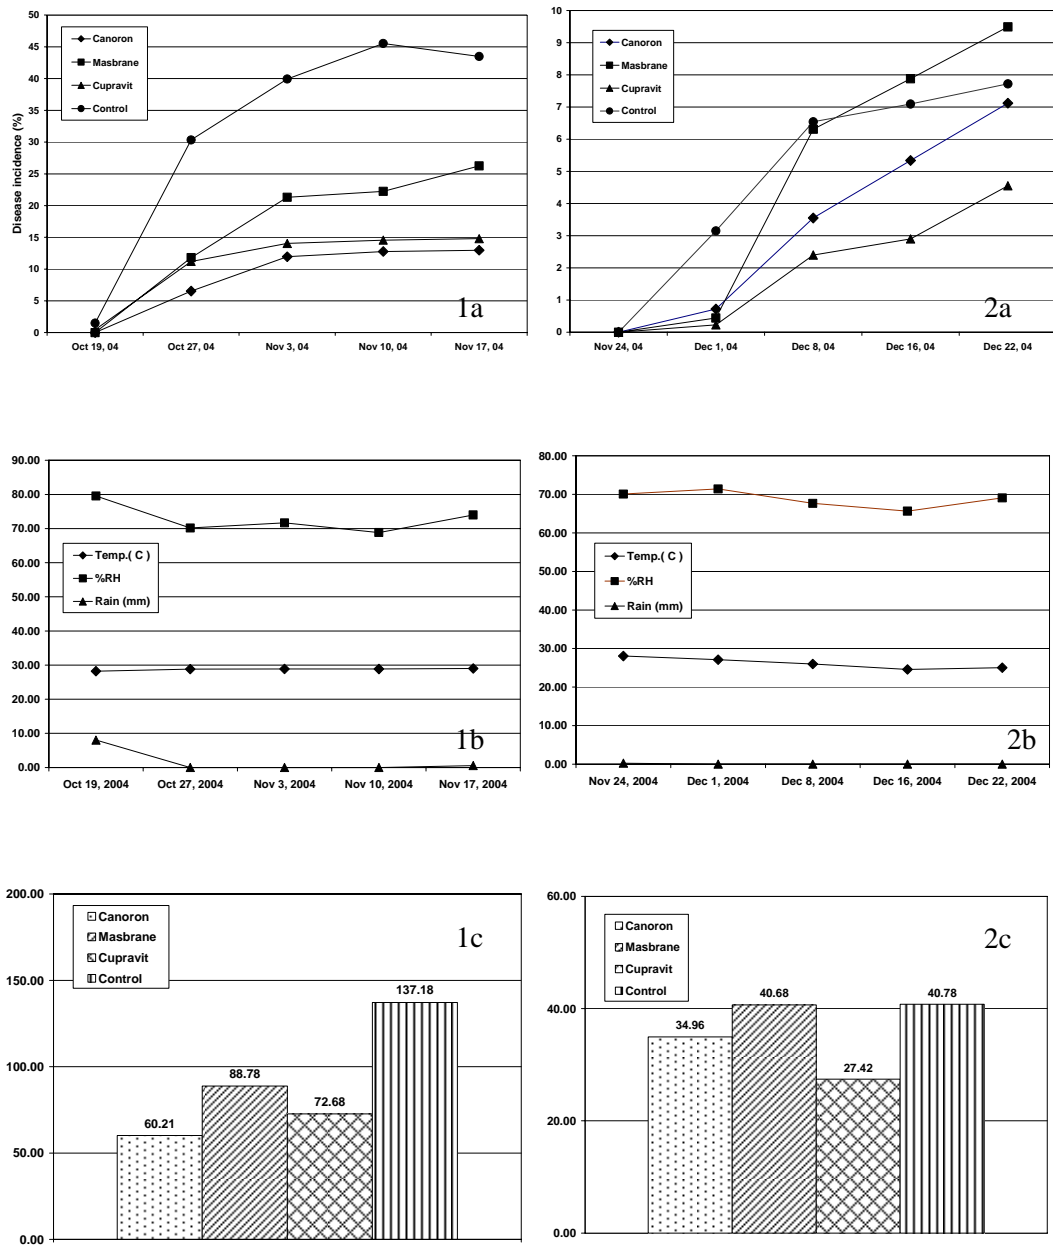 50
45
40
35
30
25
20
15
10
5
0
Disease incidence (%)
Canoron
Masbrane
Cupravit
Control
1a
Oct 19, 04 Oct 27, 04 Nov 3, 04 Nov 10, 04 Nov 17, 04
10
9
8
7
6
5
4
3
2
1
0
Canoron
Masbrane
Cupravit
Control
2a
Nov 24, 04 Dec 1, 04 Dec 8, 04 Dec 16, 04 Dec 22, 04
90.00
80.00
70.00
60.00
50.00
40.00
30.00
20.00
10.00
0.00
Temp.( C )
%RH
Rain (mm)
1b
Oct 19, 2004 Oct 27, 2004 Nov 3, 2004 Nov 10, 2004 Nov 17, 2004
80.00
70.00
60.00
50.00
40.00
30.00
20.00
10.00
0.00
Temp.( C )
%RH
Rain (mm)
2b
Nov 24, 2004 Dec 1, 2004 Dec 8, 2004 Dec 16, 2004 Dec 22, 2004
200.00
150.00
100.00
50.00
0.00
Canoron
Masbrane
Cupravit
Control
1c
60.21
88.78
72.68
137.18
60.00
40.00
20.00
0.00
Canoron
Masbrane
Cupravit
Control
2c
34.96
40.68
27.42
40.78